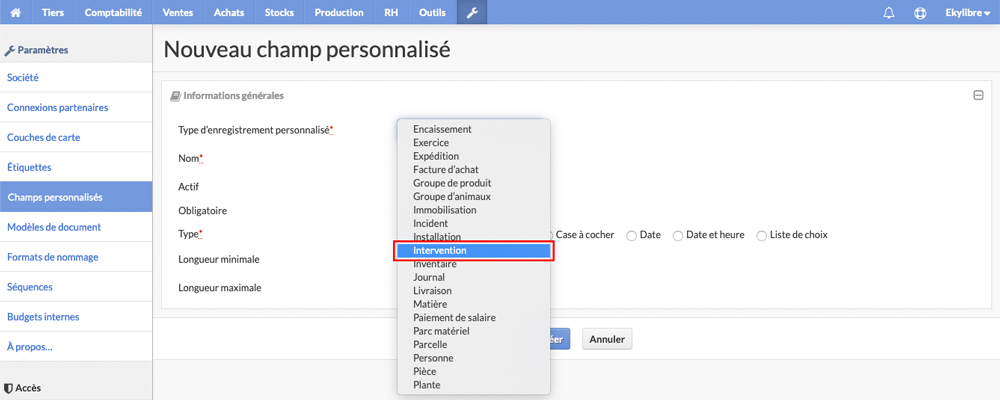 Tiers Comptabilité Ventes Achats Stocks Production RH Outils Ekylibre
Paramètres
Société
Connexions partenaires
Couches de carte
Étiquettes
Champs personnalisés
Modèles de document
Formats de nommage
Séquences
Budgets internes
À propos...
Accès
Nouveau champ personnalisé
Informations générales
Type d'enregistrement personnalisé*
Nom*
Actif
Obligatoire
Type*
Case à cocher Date Date et heure Liste de choix
Longueur minimale
Longueur maximale
Encaissement
Exercice
Expédition
Facture d'achat
Groupe de produit
Groupe d'animaux
Immobilisation
Incident
Installation
Intervention
Inventaire
Journal
Livraison
Matière
Paiement de salaire
Parc matériel
Parcelle
Personne
Pièce
Plante
Annuler